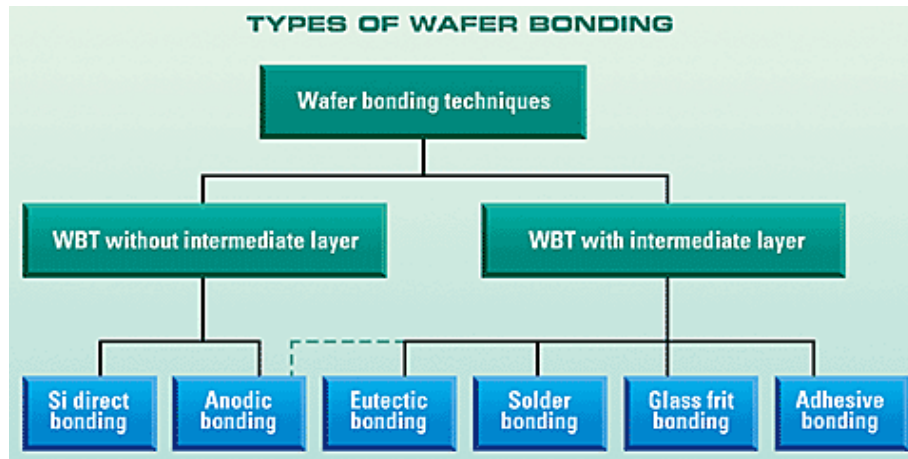 TYPES OF WAFER BONDING
Wafer bonding techniques
WBT without intermediate layer
WBT with intermediate layer
Si direct
bonding
Anodic
bonding
Eutectic
bonding
Solder
bonding
Glass frit
bonding
Adhesive
bonding